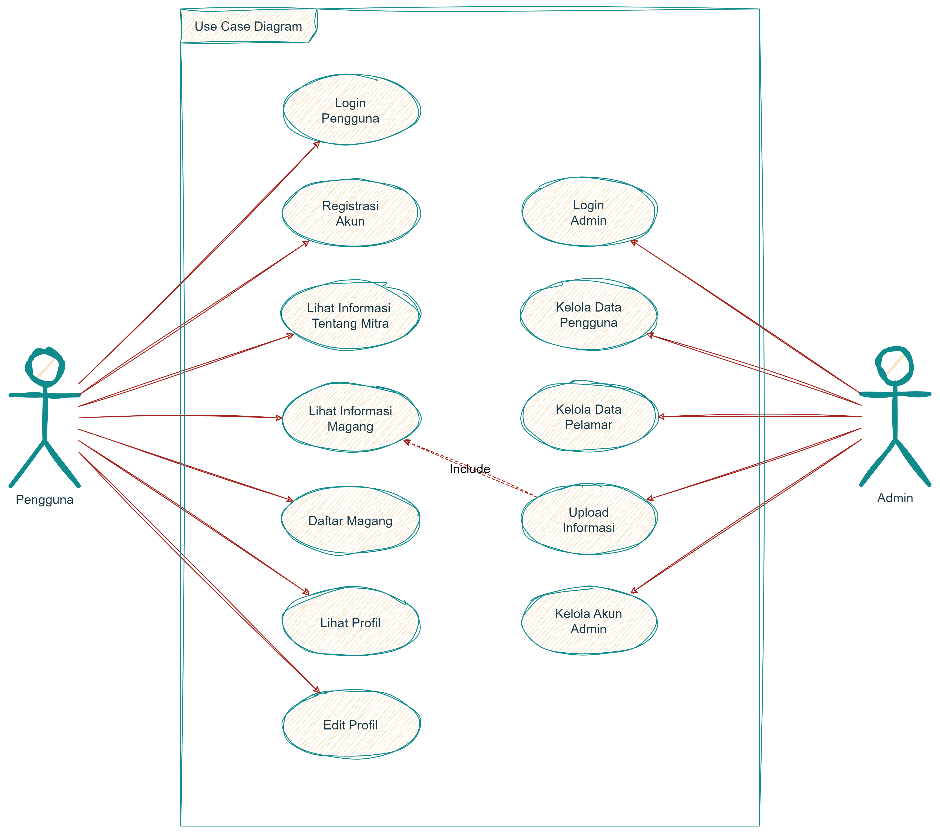 Use Case Diagram
Login
Pengguna
Registrasi
Akun
Login
Admin
Lihat Informasi
Tentang Mitra
Kelola Data
Pengguna
Lihat Informasi
Magang
Kelola Data
Pelamar
Include
Pengguna
Admin
Daftar Magang
Upload
Informasi
Lihat Profil
Kelola Akun
Admin
Edit Profil